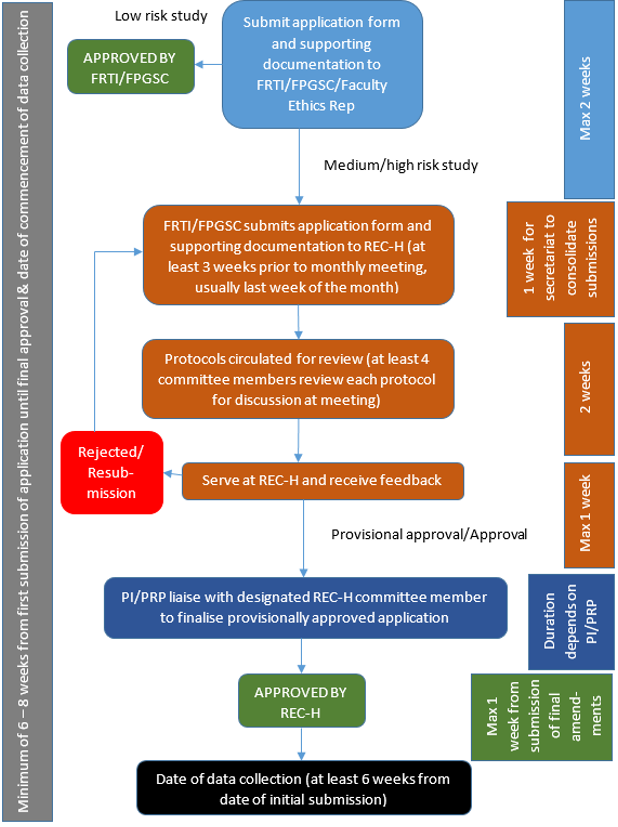 Minimum of 6 – 8 weeks from first submission of application until final approval & date of commencement of data collection
Low risk study
Submit application form
and supporting
documentation to
FRTI/FPGSC/Faculty
Ethics Rep
APPROVED BY
FRTI/FPGSC
Max 2 weeks
Medium/high risk study
FRTI/FPGSC submits application form and
supporting documentation to REC-H (at
least 3 weeks prior to monthly meeting,
usually last week of the month)
1 week for
secretariat to
consolidate
submissions
Protocols circulated for review (at least 4
committee members review each protocol
for discussion at meeting)
2 weeks
Rejected/
Resub-
mission
Serve at REC-H and receive feedback
Max 1 week
Provisional approval/Approval
PI/PRP liaise with designated REC-H committee member
to finalise provisionally approved application
Duration
depends on
PI/PRP
APPROVED BY
REC-H
Max 1
week from
submission
of final
amend-
ments
Date of data collection (at least 6 weeks from
date of initial submission)